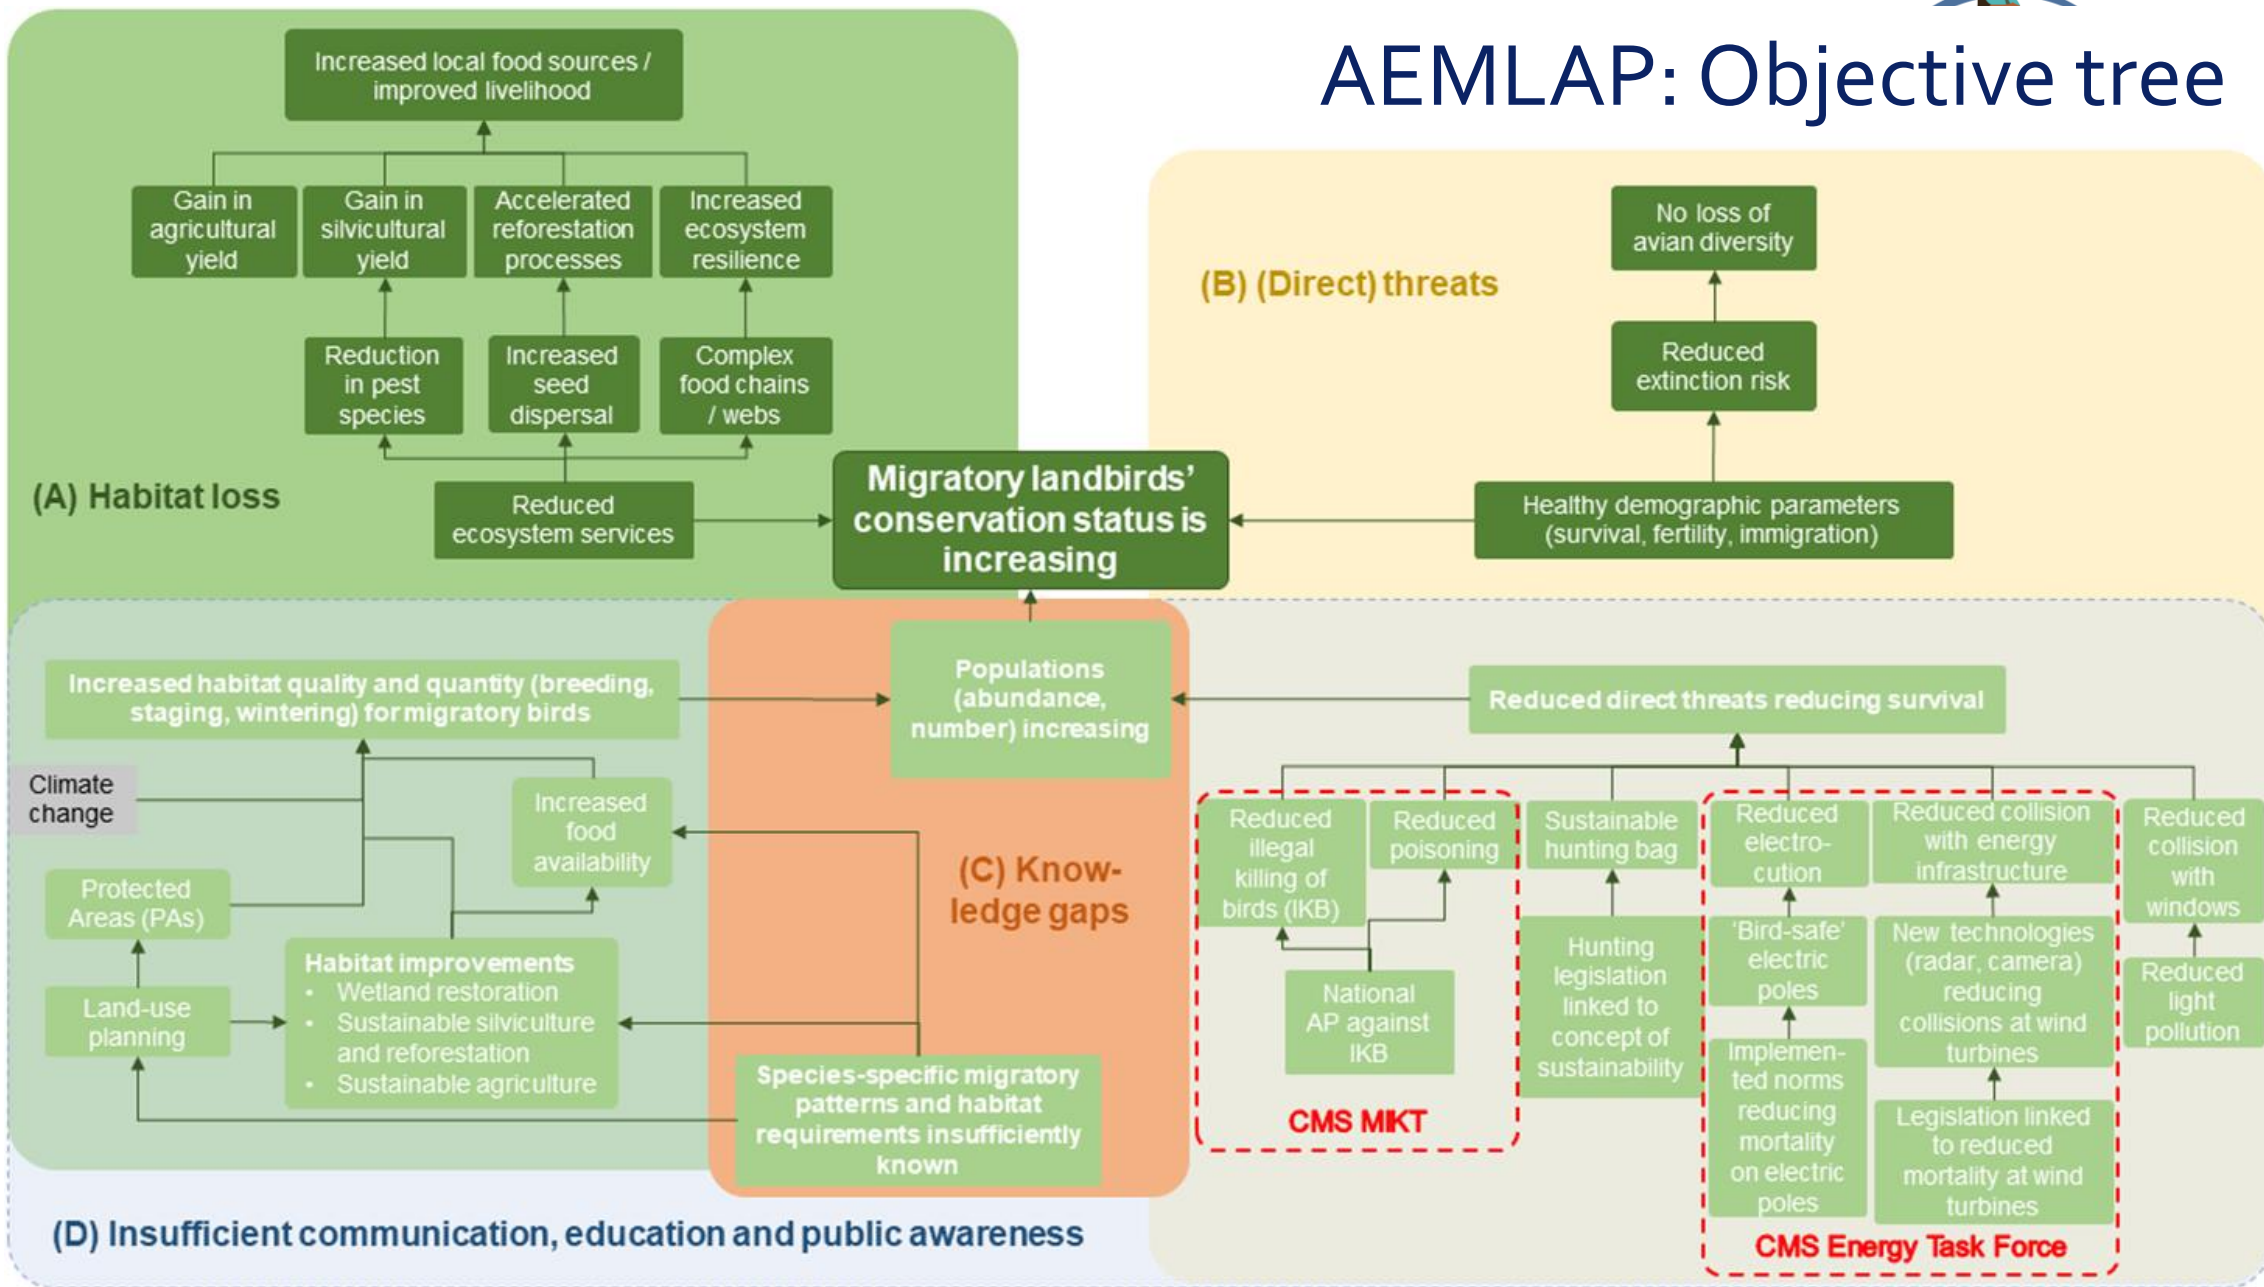 AEMLAP: Objective tree
Increased local food sources /
improved livelihood
Gain in
agricultural
yield
Gain in
silvicultural
yield
Accelerated
reforestation
processes
Increased
ecosystem
resilience
Reduction
in pest
species
Increased
seed
dispersal
Complex
food chains
/ webs
(A) Habitat loss
Reduced
ecosystem services
Migratory landbirds’
conservation status is
increasing
(B) (Direct) threats
No loss of
avian diversity
Reduced
extinction risk
Healthy demographic parameters
(survival, fertility, immigration)
Increased habitat quality and quantity (breeding,
staging, wintering) for migratory birds
Populations
(abundance,
number) increasing
Reduced direct threats reducing survival
Climate
change
Increased
food
availability
Protected
Areas (PAs)
Land-use
planning
Habitat improvements
• Wetland restoration
• Sustainable silviculture
and reforestation
• Sustainable agriculture
(C) Know-
ledge gaps
Species-specific migratory
patterns and habitat
requirements insufficiently
known
Reduced
illegal
killing of
birds (IKB)
Reduced
poisoning
National
AP against
IKB
CMS MIKT
Sustainable
hunting bag
Hunting
legislation
linked to
concept of
sustainability
Reduced
electro-
cution
‘Bird-safe’
electric
poles
Implemen-
ted norms
reducing
mortality
on electric
poles
Reduced collision
with energy
infrastructure
New technologies
(radar, camera)
reducing
collisions at wind
turbines
Legislation linked
to reduced
mortality at wind
turbines
CMS Energy Task Force
Reduced
collision
with
windows
Reduced
light
pollution
(D) Insufficient communication, education and public awareness